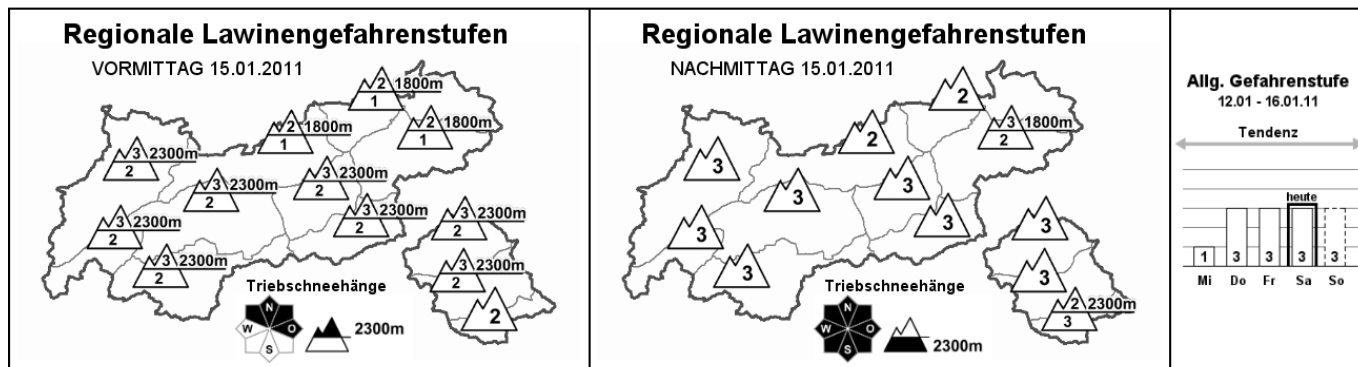 Regionale Lawinengefahrenstufen
VORMITTAG 15.01.2011
2 1800m
1
2 1800m
1
2 1800m
1
3 2300m
2
3 2300m
2
3 2300m
2
3 2300m
2
3 2300m
2
3 2300m
2
3 2300m
2
3 2300m
2
2
Triebschneehänge
N
W O
S
2300m
Regionale Lawinengefahrenstufen
NACHMITTAG 15.01.2011
2
2
3 1800m
2
3
3
3
3
3
3
3
3
2 2300m
3
Triebschneehänge
N
W O
S
2300m
Allg. Gefahrenstufe
12.01 - 16.01.11
Tendenz
heute
1 3 3 3 3
Mi Do Fr Sa So